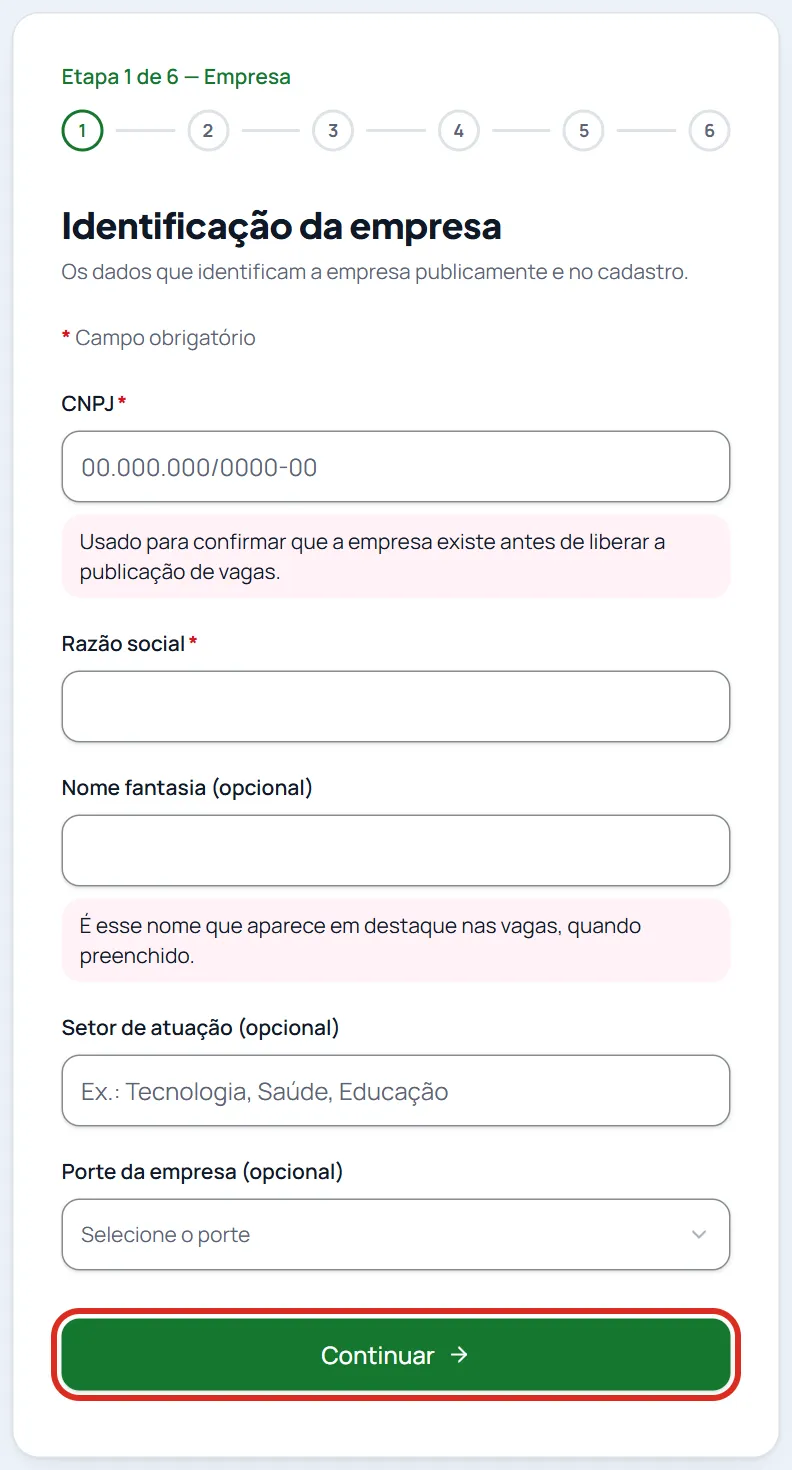 Etapa 1 de 6 — Empresa
1 2 3 4 5 6
Identificação da empresa
Os dados que identificam a empresa publicamente e no cadastro.
* Campo obrigatório
CNPJ *
00.000.000/0000-00
Usado para confirmar que a empresa existe antes de liberar a
publicação de vagas.
Razão social *
Nome fantasia (opcional)
É esse nome que aparece em destaque nas vagas, quando
preenchido.
Setor de atuação (opcional)
Ex.: Tecnologia, Saúde, Educação
Porte da empresa (opcional)
Selecione o porte
Continuar →